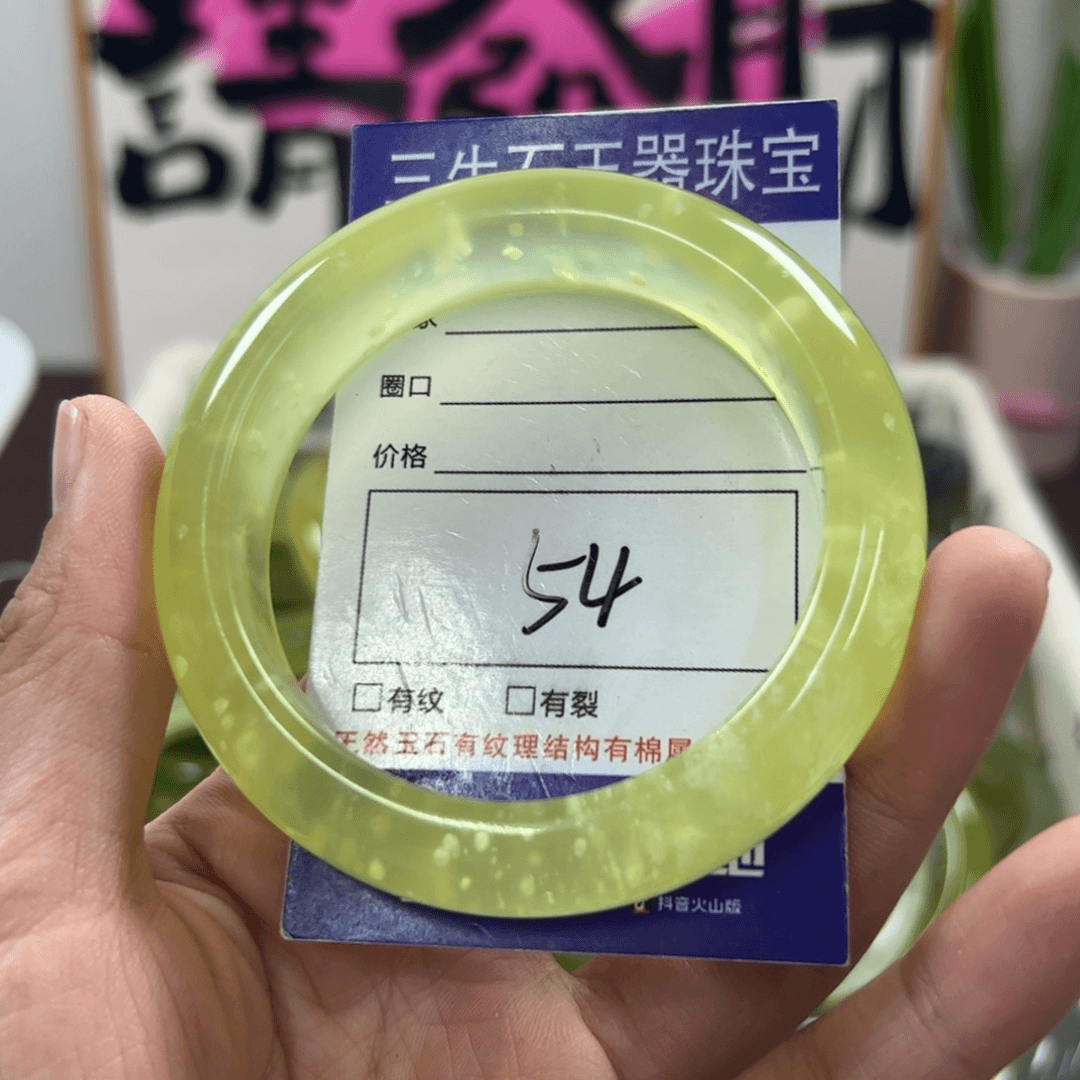 三生石玉器珠宝
圈口
价格
54
□有纹 □有裂
天然玉石有纹理结构有棉属
抖音火山版